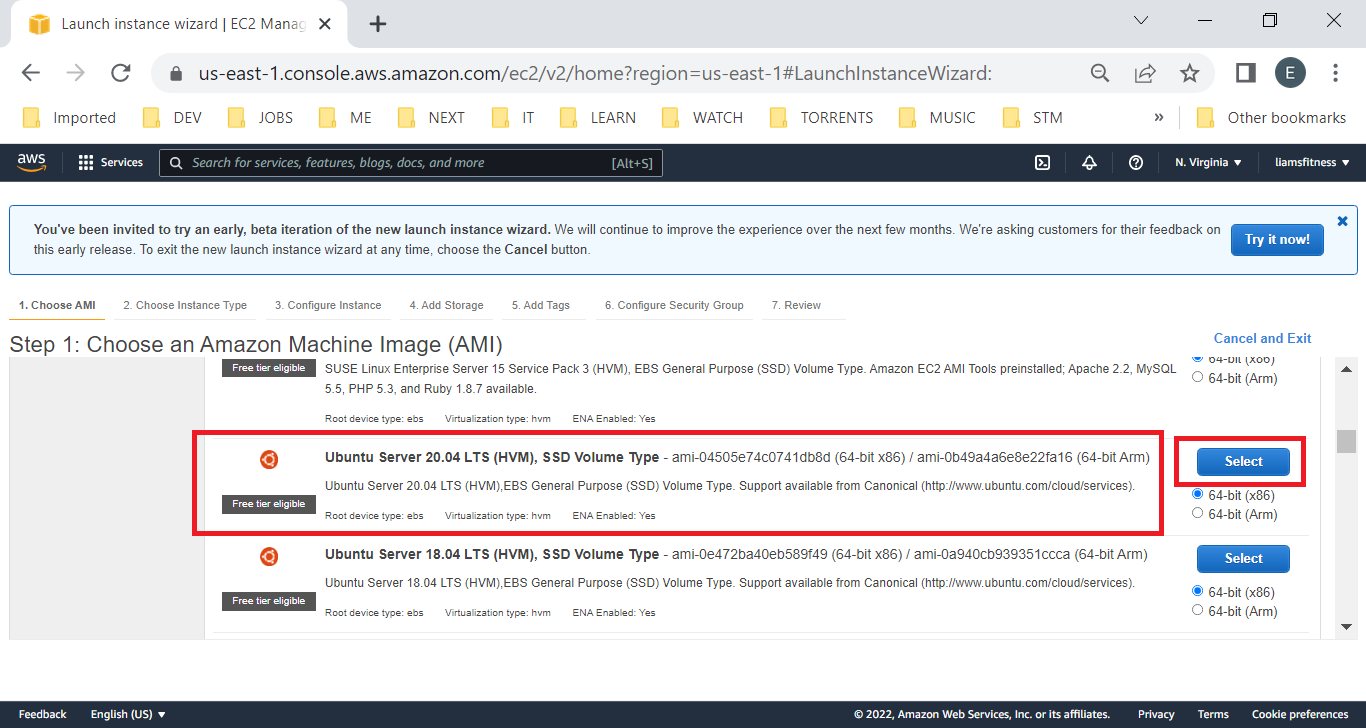 Launch instance wizard | EC2 Manag
us-east-1.console.aws.amazon.com/ec2/v2/home?region=us-east-1#LaunchInstanceWizard:
E
Imported DEV JOBS ME NEXT IT LEARN WATCH TORRENTS MUSIC STM » Other bookmarks
aws Services Search for services, features, blogs, docs, and more [Alt+S] N. Virginia liamsfitness
You've been invited to try an early, beta iteration of the new launch instance wizard. We will continue to improve the experience over the next few months. We're asking customers for their feedback on
this early release. To exit the new launch instance wizard at any time, choose the Cancel button.
Try it now!
1. Choose AMI 2. Choose Instance Type 3. Configure Instance 4. Add Storage 5. Add Tags 6. Configure Security Group 7. Review
Step 1: Choose an Amazon Machine Image (AMI)
Cancel and Exit
Free tier eligible
SUSE Linux Enterprise Server 15 Service Pack 3 (HVM), EBS General Purpose (SSD) Volume Type. Amazon EC2 AMI Tools preinstalled; Apache 2.2, MySQL
5.5, PHP 5.3, and Ruby 1.8.7 available.
Root device type: ebs Virtualization type: hvm ENA Enabled: Yes
64-bit (x86)
64-bit (Arm)
Ubuntu Server 20.04 LTS (HVM), SSD Volume Type - ami-04505e74c0741db8d (64-bit x86) / ami-0b49a4a6e8e22fa16 (64-bit Arm)
Free tier eligible
Ubuntu Server 20.04 LTS (HVM),EBS General Purpose (SSD) Volume Type. Support available from Canonical (http://www.ubuntu.com/cloud/services).
Root device type: ebs Virtualization type: hvm ENA Enabled: Yes
Select
64-bit (x86)
64-bit (Arm)
Ubuntu Server 18.04 LTS (HVM), SSD Volume Type - ami-0e472ba40eb589f49 (64-bit x86) / ami-0a940cb939351ccca (64-bit Arm)
Free tier eligible
Ubuntu Server 18.04 LTS (HVM),EBS General Purpose (SSD) Volume Type. Support available from Canonical (http://www.ubuntu.com/cloud/services).
Root device type: ebs Virtualization type: hvm ENA Enabled: Yes
Select
64-bit (x86)
64-bit (Arm)
Feedback English (US) © 2022, Amazon Web Services, Inc. or its affiliates. Privacy Terms Cookie preferences